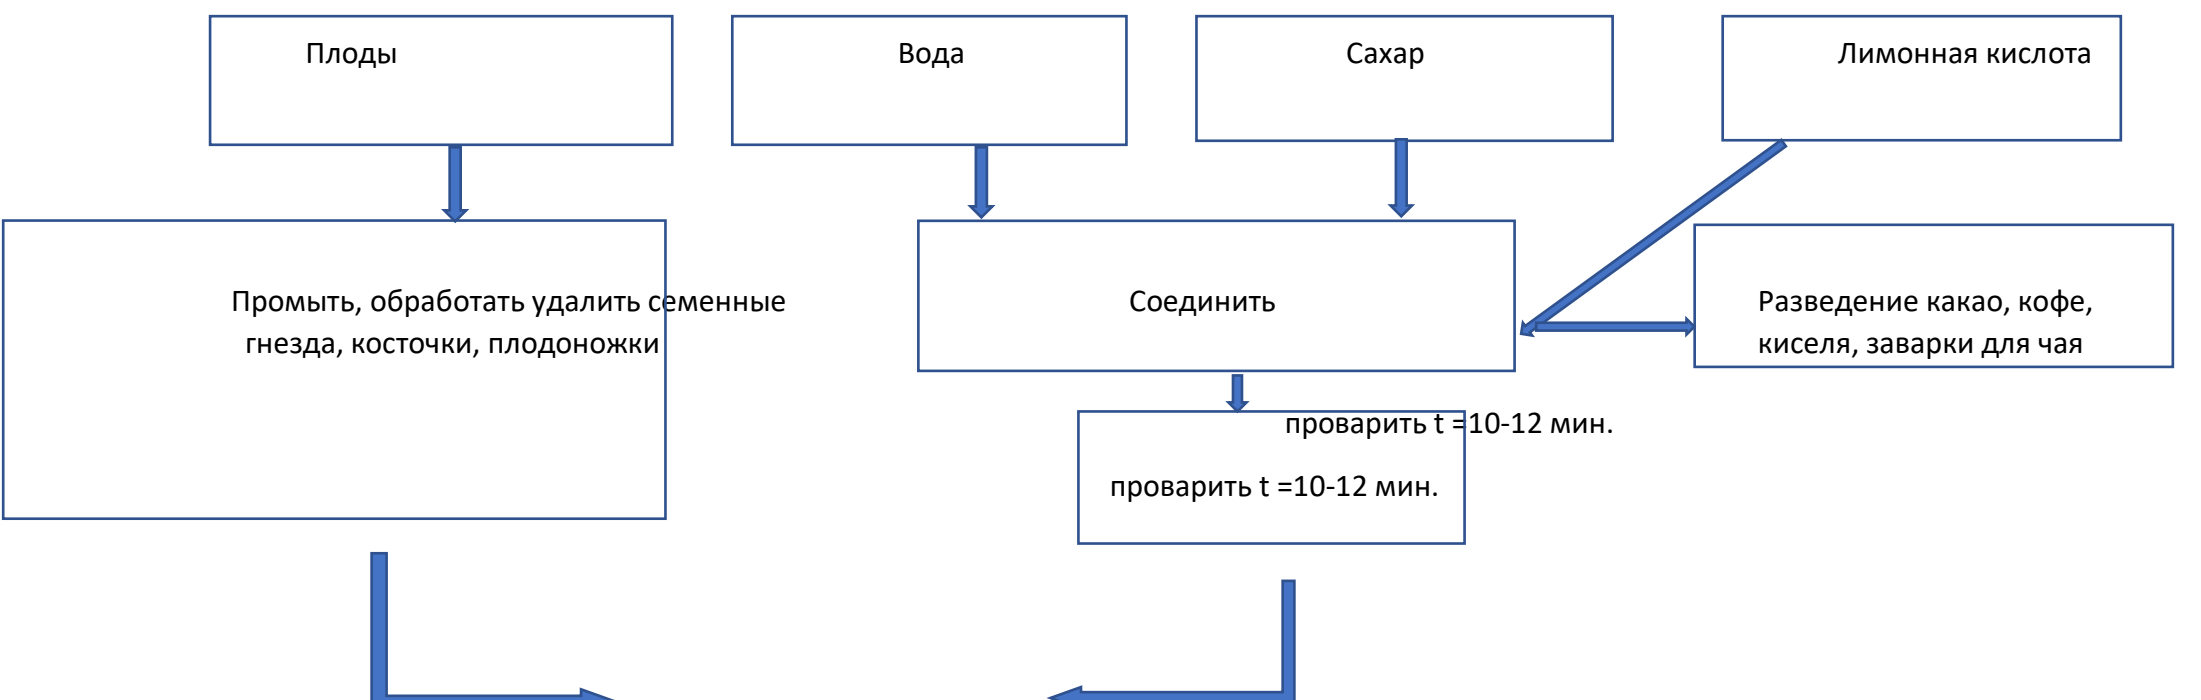 Плоды
Вода
Сахар
Лимонная кислота
Промыть, обработать удалить семенные
гнезда, косточки, плодоножки
Соединить
Разведение какао, кофе,
киселя, заварки для чая
проварить t =10-12 мин.
проварить t =10-12 мин.